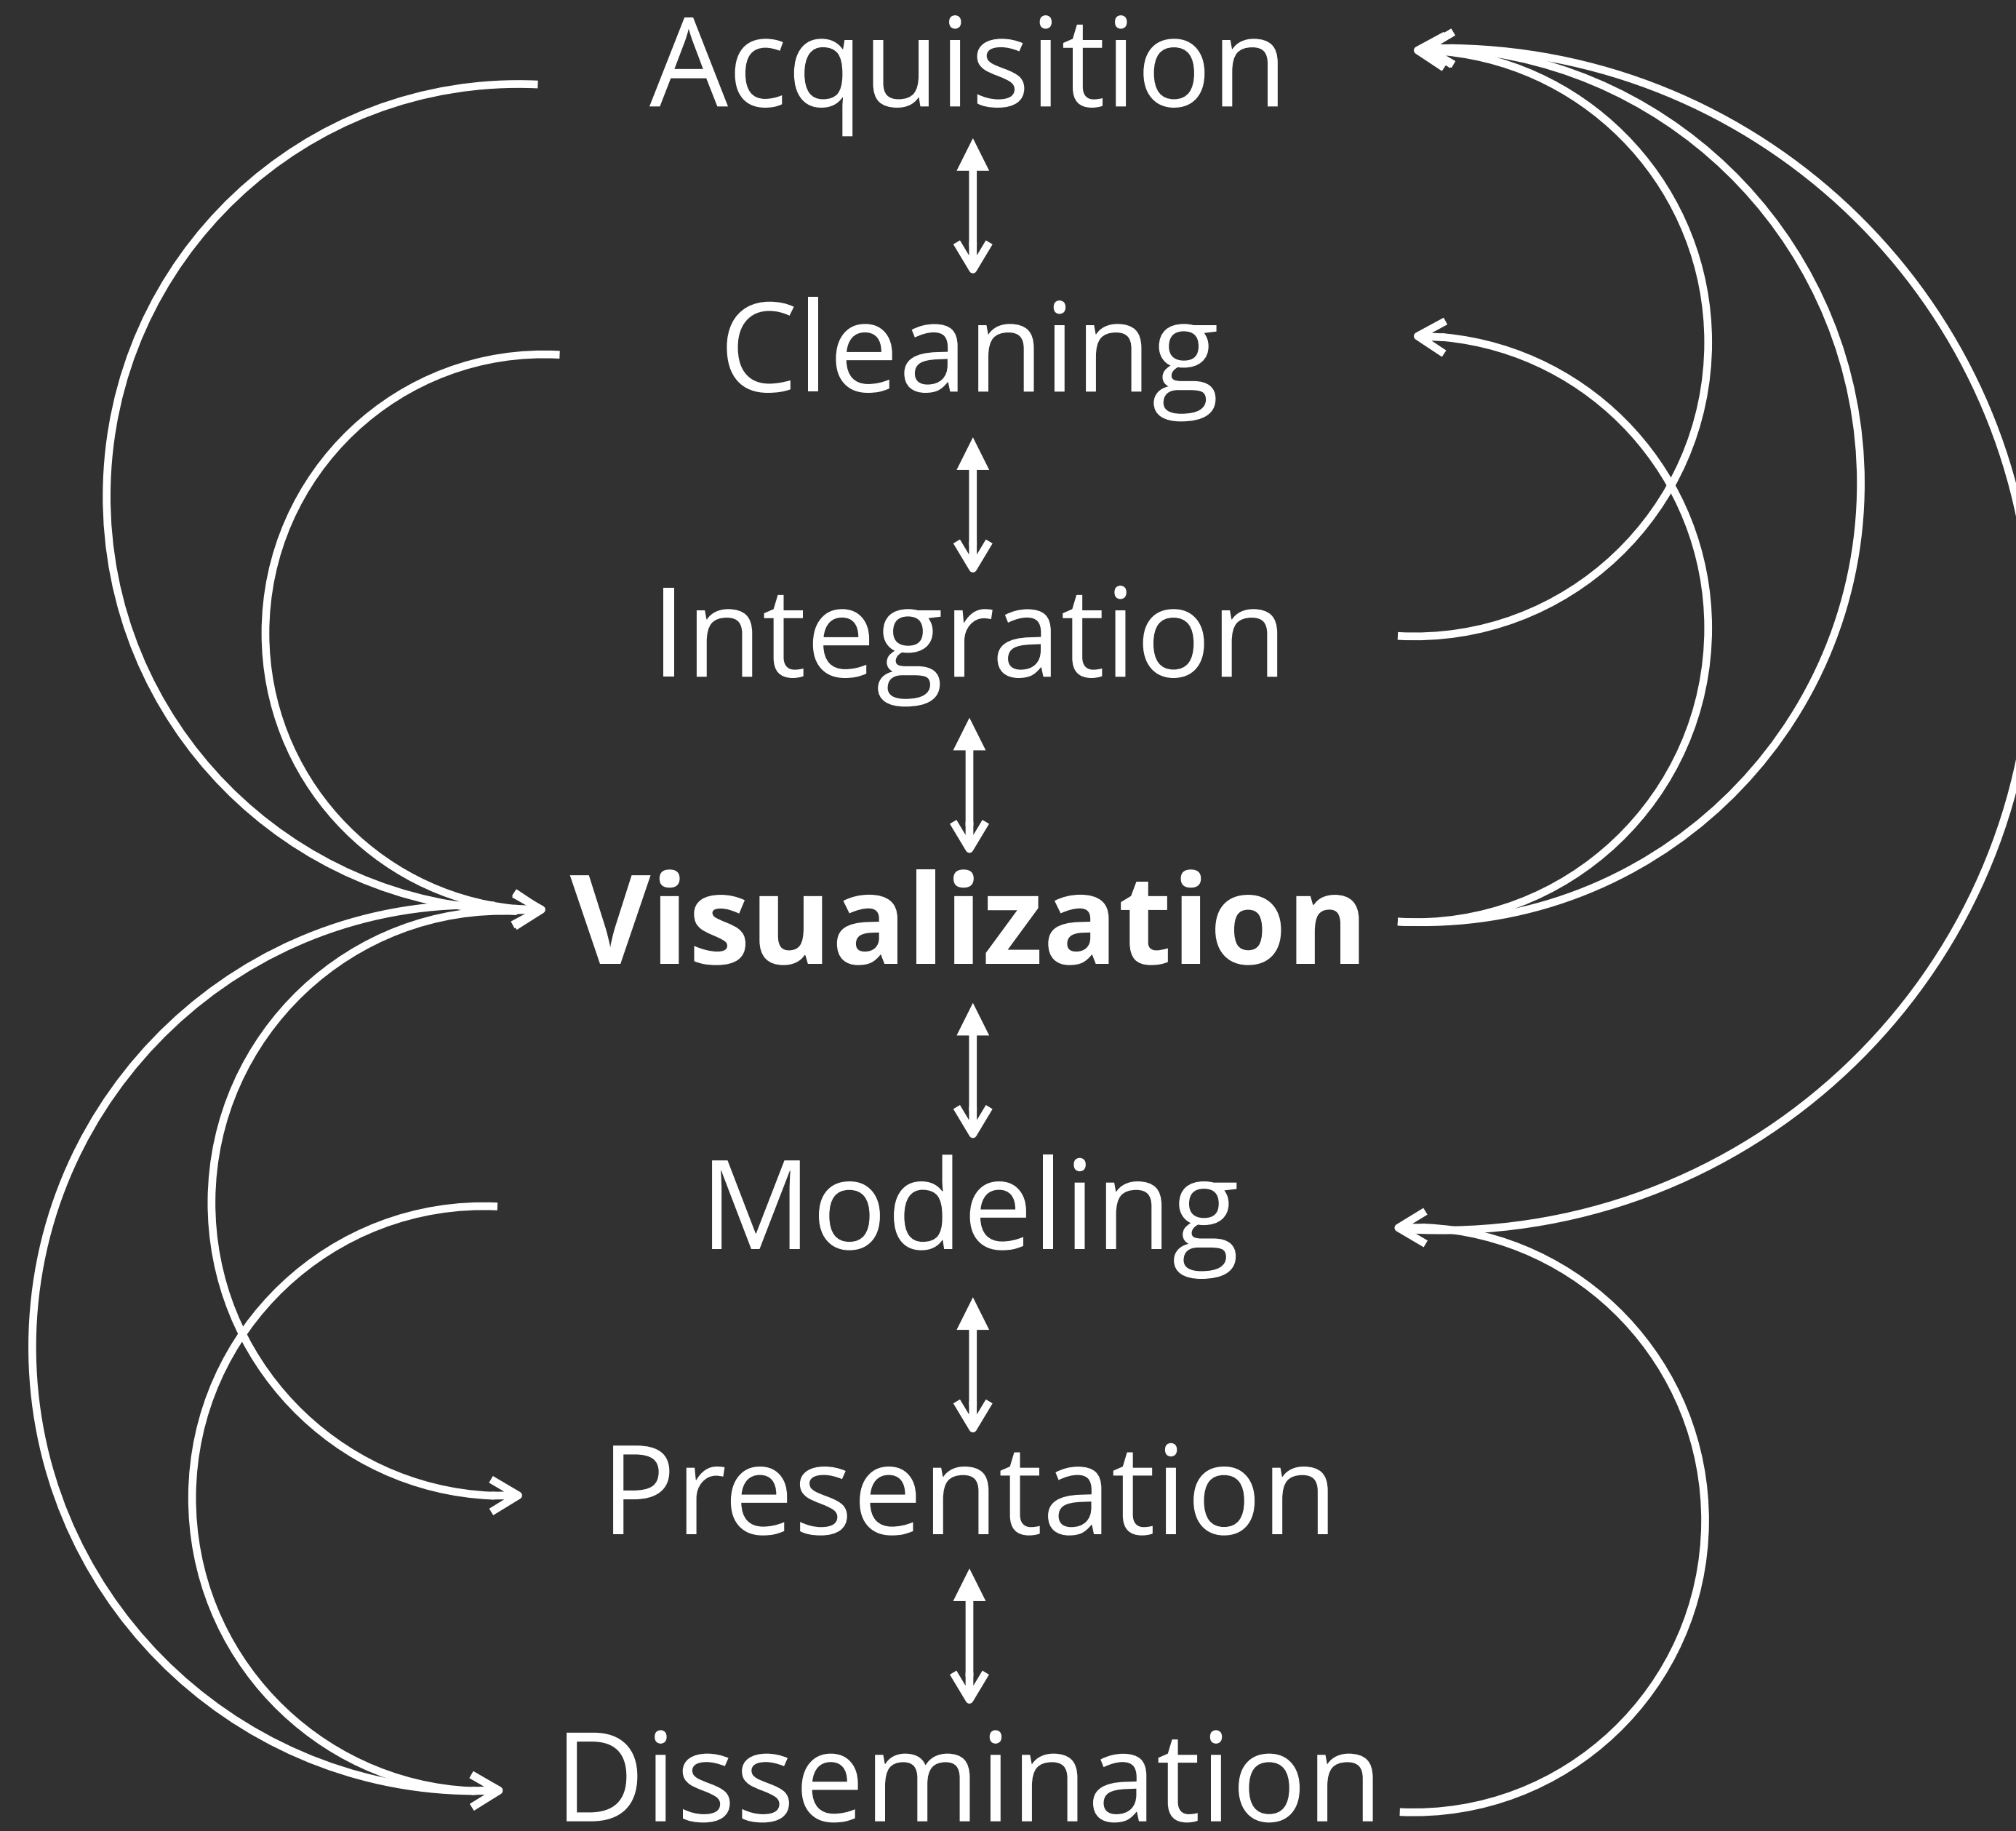 Acquisition
Cleaning
Integration
Visualization
Modeling
Presentation
Dissemination